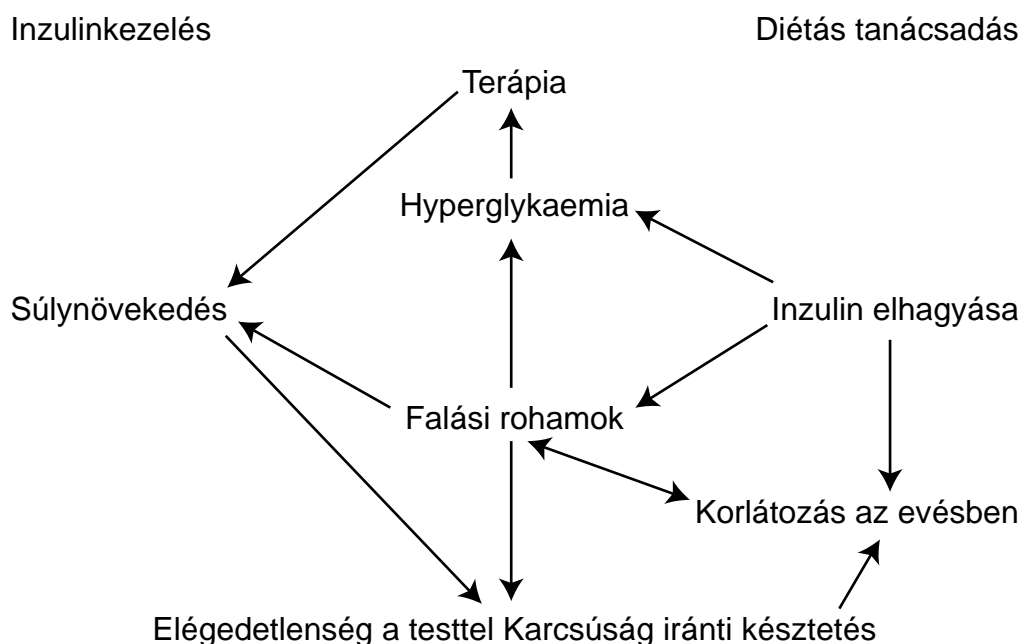 Inzulinkezelés
Diétás tanácsadás
Terápia
Hyperglykaemia
Súlynövekedés
Inzulin elhagyása
Falási rohamok
Korlátozás az evésben
Elégedetlenség a testtel Karcsúság iránti késztetés